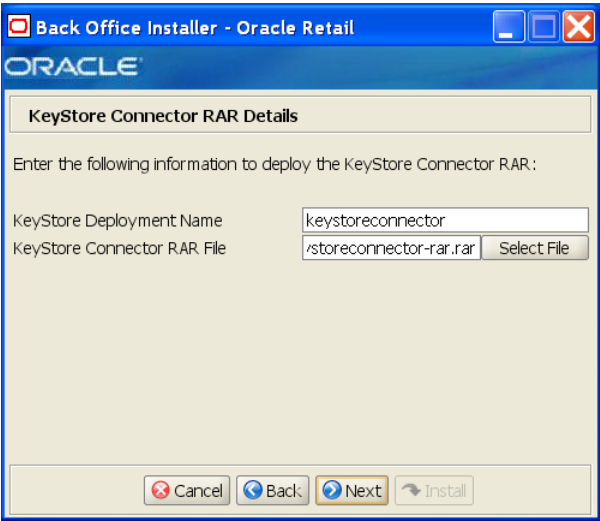 Back Office Installer - Oracle Retail
ORACLE
KeyStore Connector RAR Details
Enter the following information to deploy the KeyStore Connector RAR:
KeyStore Deployment Name keystoreconnector
KeyStore Connector RAR File ystoreconnector-rar.rar Select File
Cancel Back Next Install